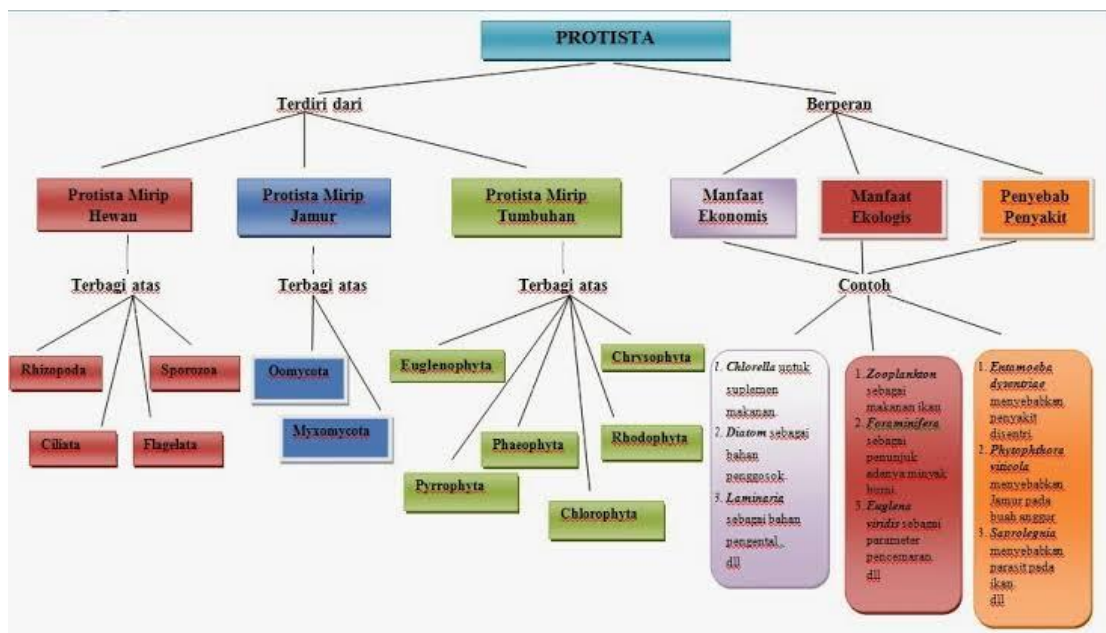 PROTISTA
Terdiri dari
Berperan
Protista Mirip
Hewan
Protista Mirip
Jamur
Protista Mirip
Tumbuhan
Manfaat
Ekonomis
Manfaat
Ekologis
Penyebab
Penyakit
Terbagi atas
Terbagi atas
Terbagi atas
Contoh
Rhizopoda
Sporozoa
Ciliata
Flagelata
Oomycota
Myxomycota
Euglenophyta
Chrysophyta
Phaeophyta
Rhodophyta
Pyrrophyta
Chlorophyta
1. Chlorella untuk
suplemen
makanan.
2. Diatom sebagai
bahan
penggosok.
3. Laminaria
sebagai bahan
pengental..
dll
1. Zooplankton
sebagai
makanan ikan
2. Foraminifera
sebagai
penunjuk
adanya minyak
bumi.
3. Euglena
viridis sebagai
parameter
pencemaran.
dll
1. Entamoeba
dysentriae
menyebabkan
penyakit
disentri
2. Phytophthora
viticola
menyebabkan
Jamur pada
buah anggur
3. Saprolegnia
menyebabkan
parasit pada
ikan.
dll